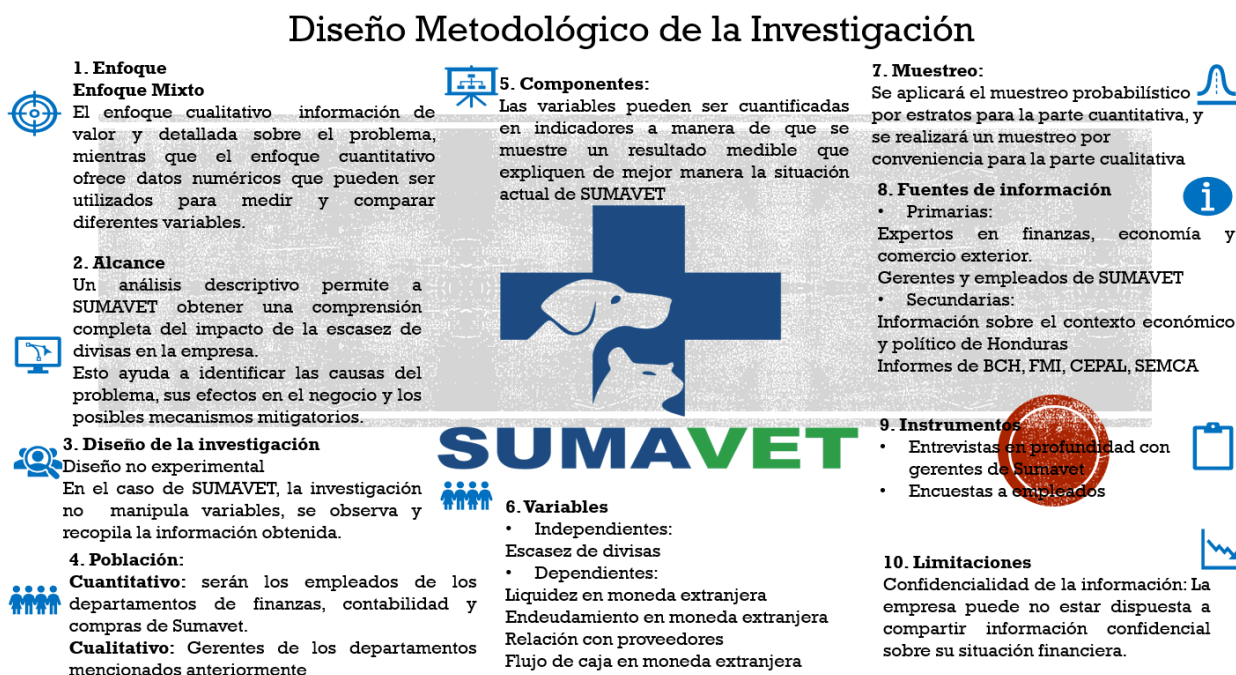 Diseño Metodológico de la Investigación
1. Enfoque
Enfoque Mixto
El enfoque cualitativo información de
valor y detallada sobre el problema,
mientras que el enfoque cuantitativo
ofrece datos numéricos que pueden ser
utilizados para medir y comparar
diferentes variables.
2. Alcance
Un análisis descriptivo permite a
SUMAVET obtener una comprensión
completa del impacto de la escasez de
divisas en la empresa.
Esto ayuda a identificar las causas del
problema, sus efectos en el negocio y los
posibles mecanismos mitigatorios.
3. Diseño de la investigación
Diseño no experimental
En el caso de SUMAVET, la investigación
no manipula variables, se observa y
recopila la información obtenida.
4. Población:
Cuantitativo: serán los empleados de los
departamentos de finanzas, contabilidad y
compras de Sumavet.
Cualitativo: Gerentes de los departamentos
mencionados anteriormente
5. Componentes:
Las variables pueden ser cuantificadas
en indicadores a manera de que se
muestre un resultado medible que
expliquen de mejor manera la situación
actual de SUMAVET
SUMAVET
6. Variables
• Independientes:
Escasez de divisas
• Dependientes:
Liquidez en moneda extranjera
Endeudamiento en moneda extranjera
Relación con proveedores
Flujo de caja en moneda extranjera
7. Muestreo:
Se aplicará el muestreo probabilístico
por estratos para la parte cuantitativa, y
se realizará un muestreo por
conveniencia para la parte cualitativa
8. Fuentes de información
• Primarias:
Expertos en finanzas, economía y
comercio exterior.
Gerentes y empleados de SUMAVET
• Secundarias:
Información sobre el contexto económico
y político de Honduras
Informes de BCH, FMI, CEPAL, SEMCA
9. Instrumentos
• Entrevistas en profundidad con
gerentes de Sumavet
• Encuestas a empleados
10. Limitaciones
Confidencialidad de la información: La
empresa puede no estar dispuesta a
compartir información confidencial
sobre su situación financiera.